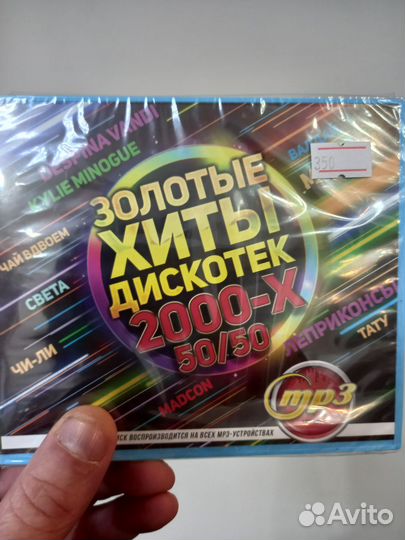 DESPINA VANDI
KYLIE MINOGUE
ЧАЙ ВДВОЕМ
СВЕТА
ЧИ-ЛИ
ЗОЛОТЫЕ
ХИТЫ
ДИСКОТЕК
2000-Х
50/50
350
ЛЕПРИКОНСЫ
ТАТУ
MADCON
mp3
ВОСПРОИЗВОДИТСЯ НА ВСЕХ MP3-УСТРОЙСТВАХ
Avito